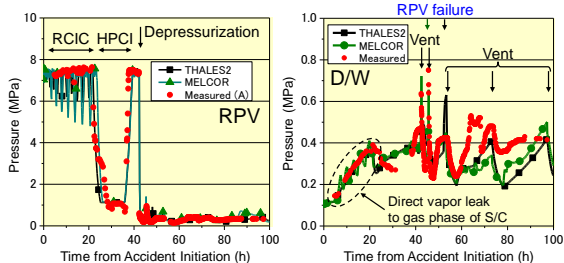 RPV failure
RCIC HPCI Depressurization
THALES2
MELCOR
Measured (A)
RPV
Pressure (MPa)
10
8
6
4
2
0
0 20 40 60 80 100
Time from Accident Initiation (h)
THALES2
MELCOR
Measured
Vent
Vent
D/W
Direct vapor leak
to gas phase of S/C
Pressure (MPa)
1.0
0.8
0.6
0.4
0.2
0.0
0 20 40 60 80 100
Time from Accident Initiation (h)